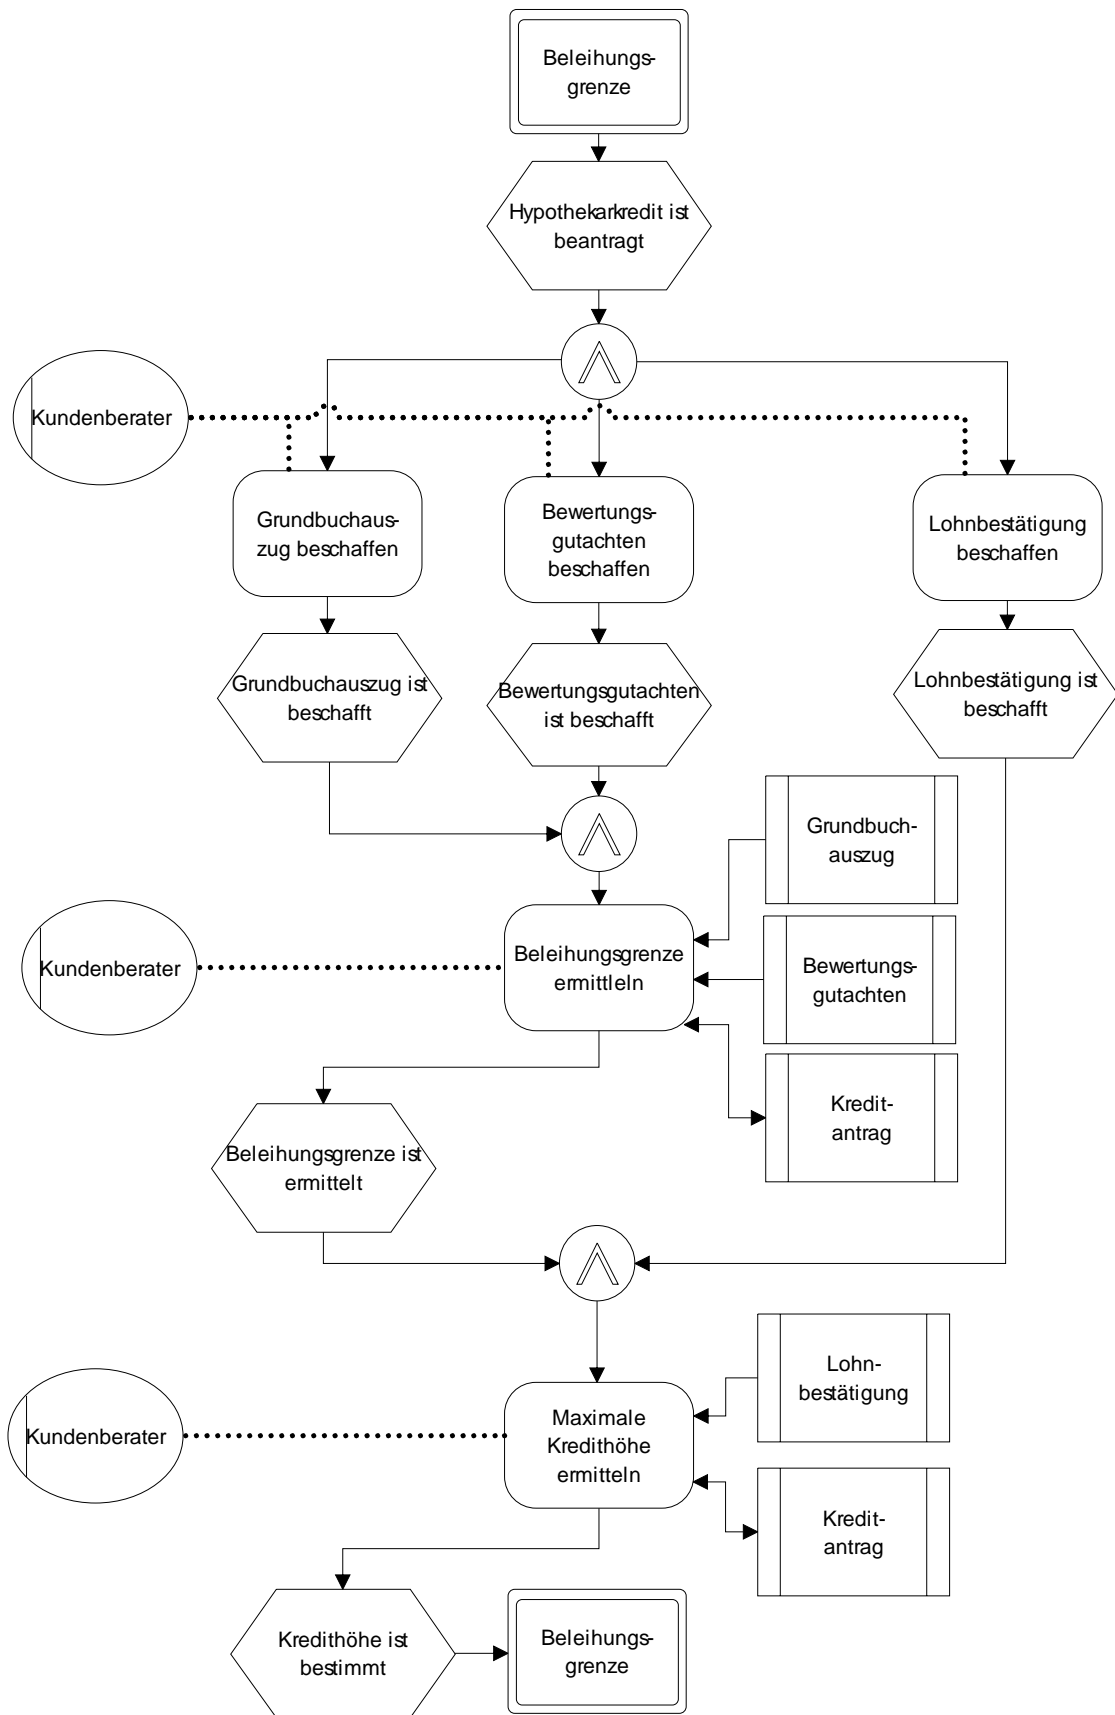 Beleihungs-
grenze
Hypothekarkredit ist
beantragt
Kundenberater
Grundbuchaus-
zug beschaffen
Bewertungs-
gutachten
beschaffen
Lohnbestätigung
beschaffen
Grundbuchauszug ist
beschafft
Bewertungsgutachten
ist beschafft
Lohnbestätigung ist
beschafft
Grundbuch-
auszug
Kundenberater
Beleihungsgrenze
ermittleln
Bewertungs-
gutachten
Kredit-
antrag
Beleihungsgrenze ist
ermittelt
Lohn-
bestätigung
Kundenberater
Maximale
Kredithöhe
ermitteln
Kredit-
antrag
Kredithöhe ist
bestimmt
Beleihungs-
grenze